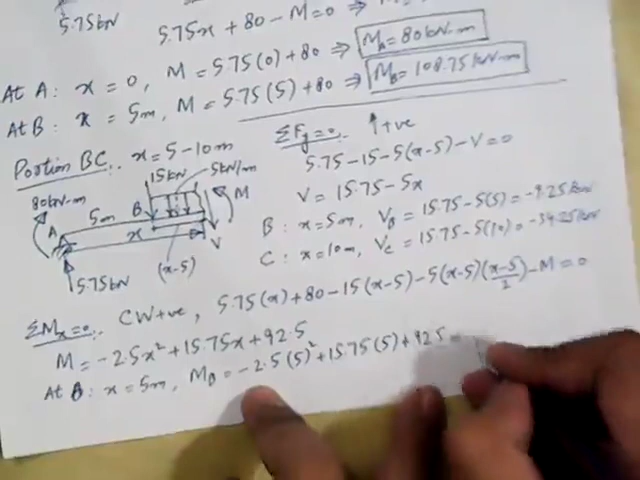 5.75kN
5.75x + 80 - M = 0 ⇒
At A: x = 0, M = 5.75(0) + 80 ⇒ MA = 80kN-m
At B: x = 5m, M = 5.75(5) + 80 ⇒ MB = 108.75kN-m
Portion BC: x = 5-10m
ΣFy=0. ↑+ve
5.75 - 15 - 5(x-5) - V = 0
V = 15.75 - 5x
B: x = 5m, VB = 15.75 - 5(5) = -9.25kN
C: x = 10m, VC = 15.75 - 5(10) = -34.25kN
15kN
5kN/m
80kN-m
M
5m
B
A
x
V
(x-5)
5.75kN
ΣMx=0. CW+ve, 5.75(x) + 80 - 15(x-5) - 5(x-5)(x-5)/2 - M = 0
M = -2.5x² + 15.75x + 92.5
At B: x = 5m, MB = -2.5(5)² + 15.75(5) + 92.5 =